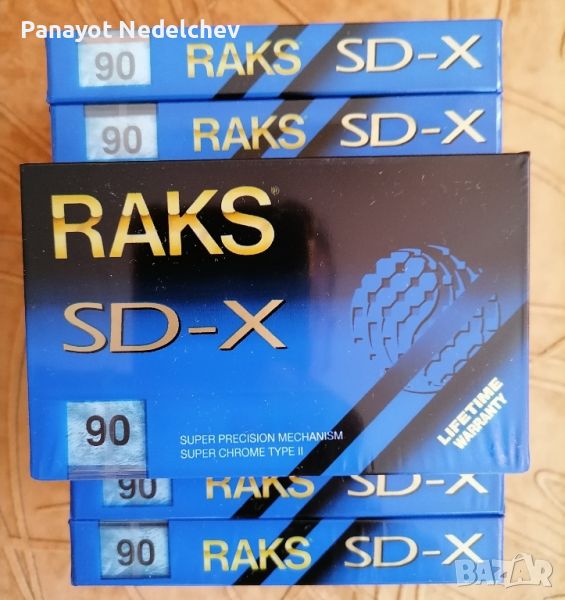 Panayot Nedelchev
90 RAKS SD-X
90 RAKS SD-X
RAKS®
SD-X
LIFETIME
WARRANTY
90
SUPER PRECISION MECHANISM
SUPER CHROME TYPE II
90 RAKS SD-X
90 RAKS SD-X
BAZAR